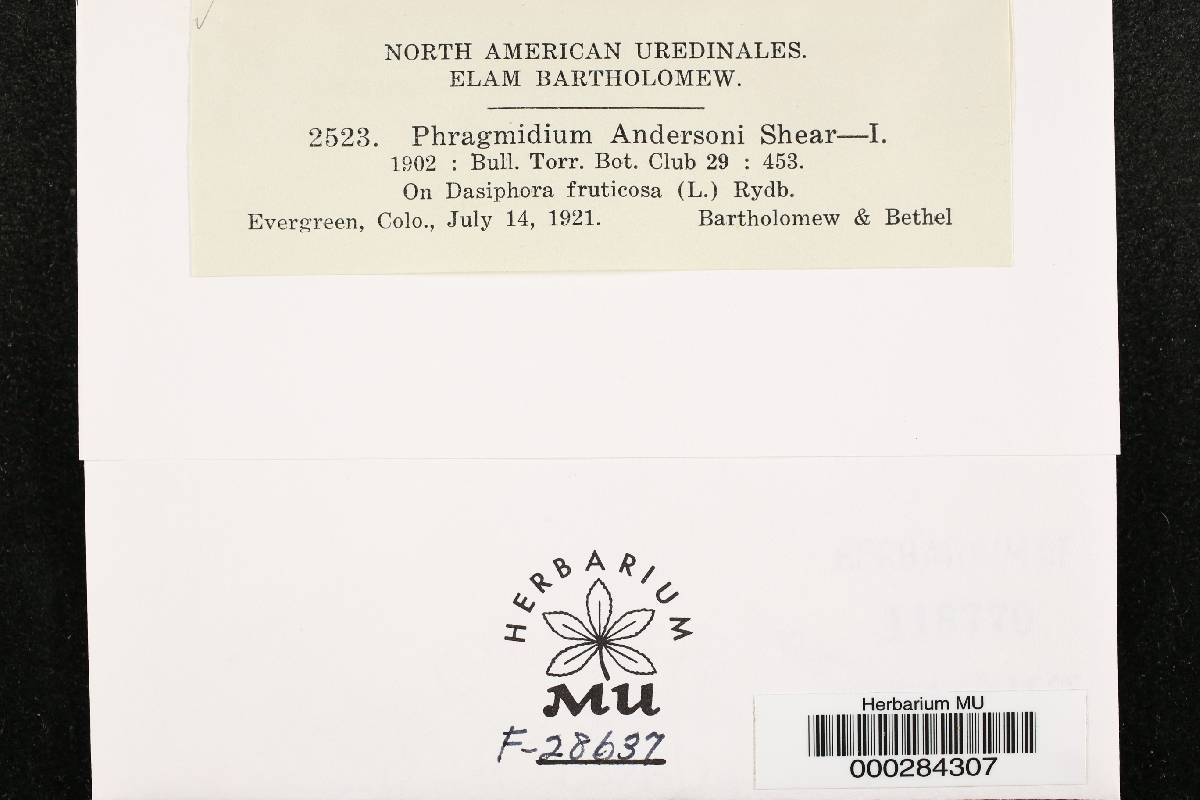 NORTH AMERICAN UREDINALES.
ELAM BARTHOLOMEW.
2523. Phragmidium Andersoni Shear—I.
1902 : Bull. Torr. Bot. Club 29 : 453.
On Dasiphora fruticosa (L.) Rydb.
Evergreen, Colo., July 14, 1921. Bartholomew & Bethel
HERBARIUM
MU
F-28637
Herbarium MU
000284307